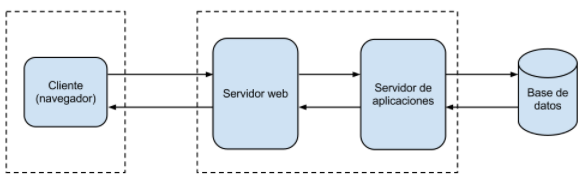 Cliente
(navegador)
Servidor web
Servidor de
aplicaciones
Base de
datos